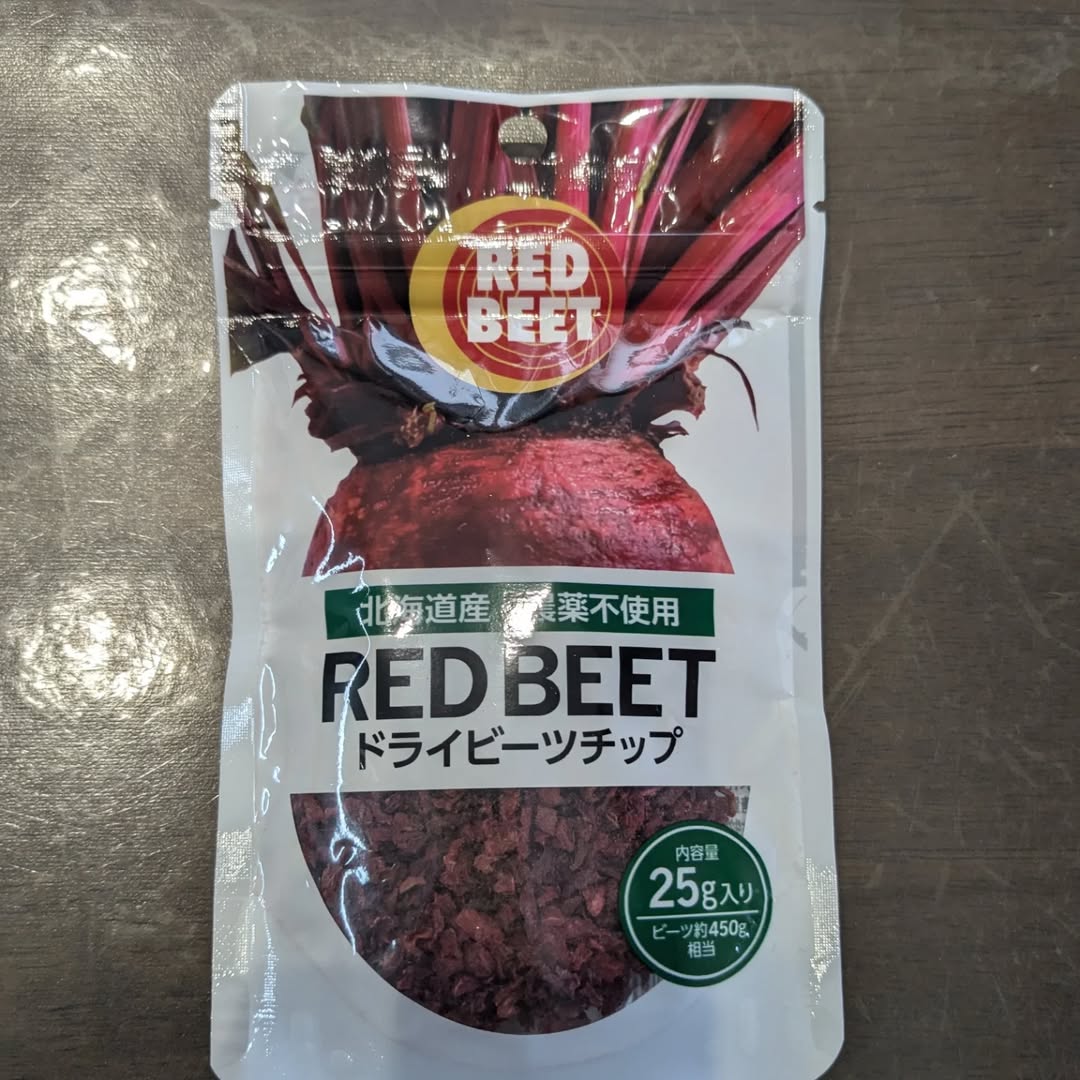 RED
BEET
北海道産 農薬不使用
RED BEET
ドライビーツチップ
内容量
25g入り
ビーツ約450g
相当